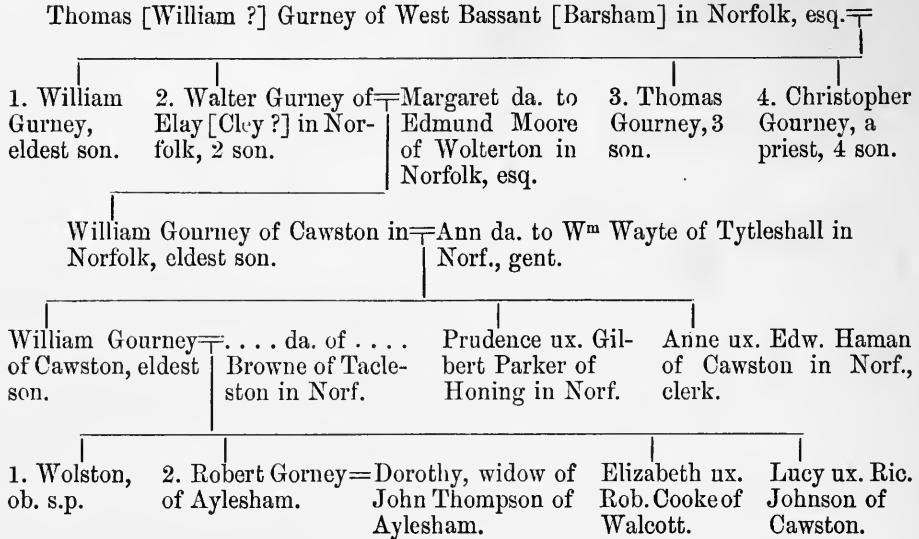 Thomas [William ?] Gurney of West Bassant [Barsham] in Norfolk, esq.
1. William
Gurney,
eldest son.
2. Walter Gurney of
Elay [Cley ?] in Nor-
folk, 2 son.
Margaret da. to
Edmund Moore
of Wolterton in
Norfolk, esq.
3. Thomas
Gourney, 3
son.
4. Christopher
Gourney, a
priest, 4 son.
William Gourney of Cawston in
Norfolk, eldest son.
Ann da. to Wm Wayte of Tytleshall in
Norf., gent.
William Gourney
of Cawston, eldest
son.
. . . . da. of . . . .
Browne of Tacle-
ston in Norf.
Prudence ux. Gil-
bert Parker of
Honing in Norf.
Anne ux. Edw. Haman
of Cawston in Norf.,
clerk.
1. Wolston,
ob. s.p.
2. Robert Gorney
of Aylesham.
Dorothy, widow of
John Thompson of
Aylesham.
Elizabeth ux.
Rob. Cooke of
Walcott.
Lucy ux. Ric.
Johnson of
Cawston.